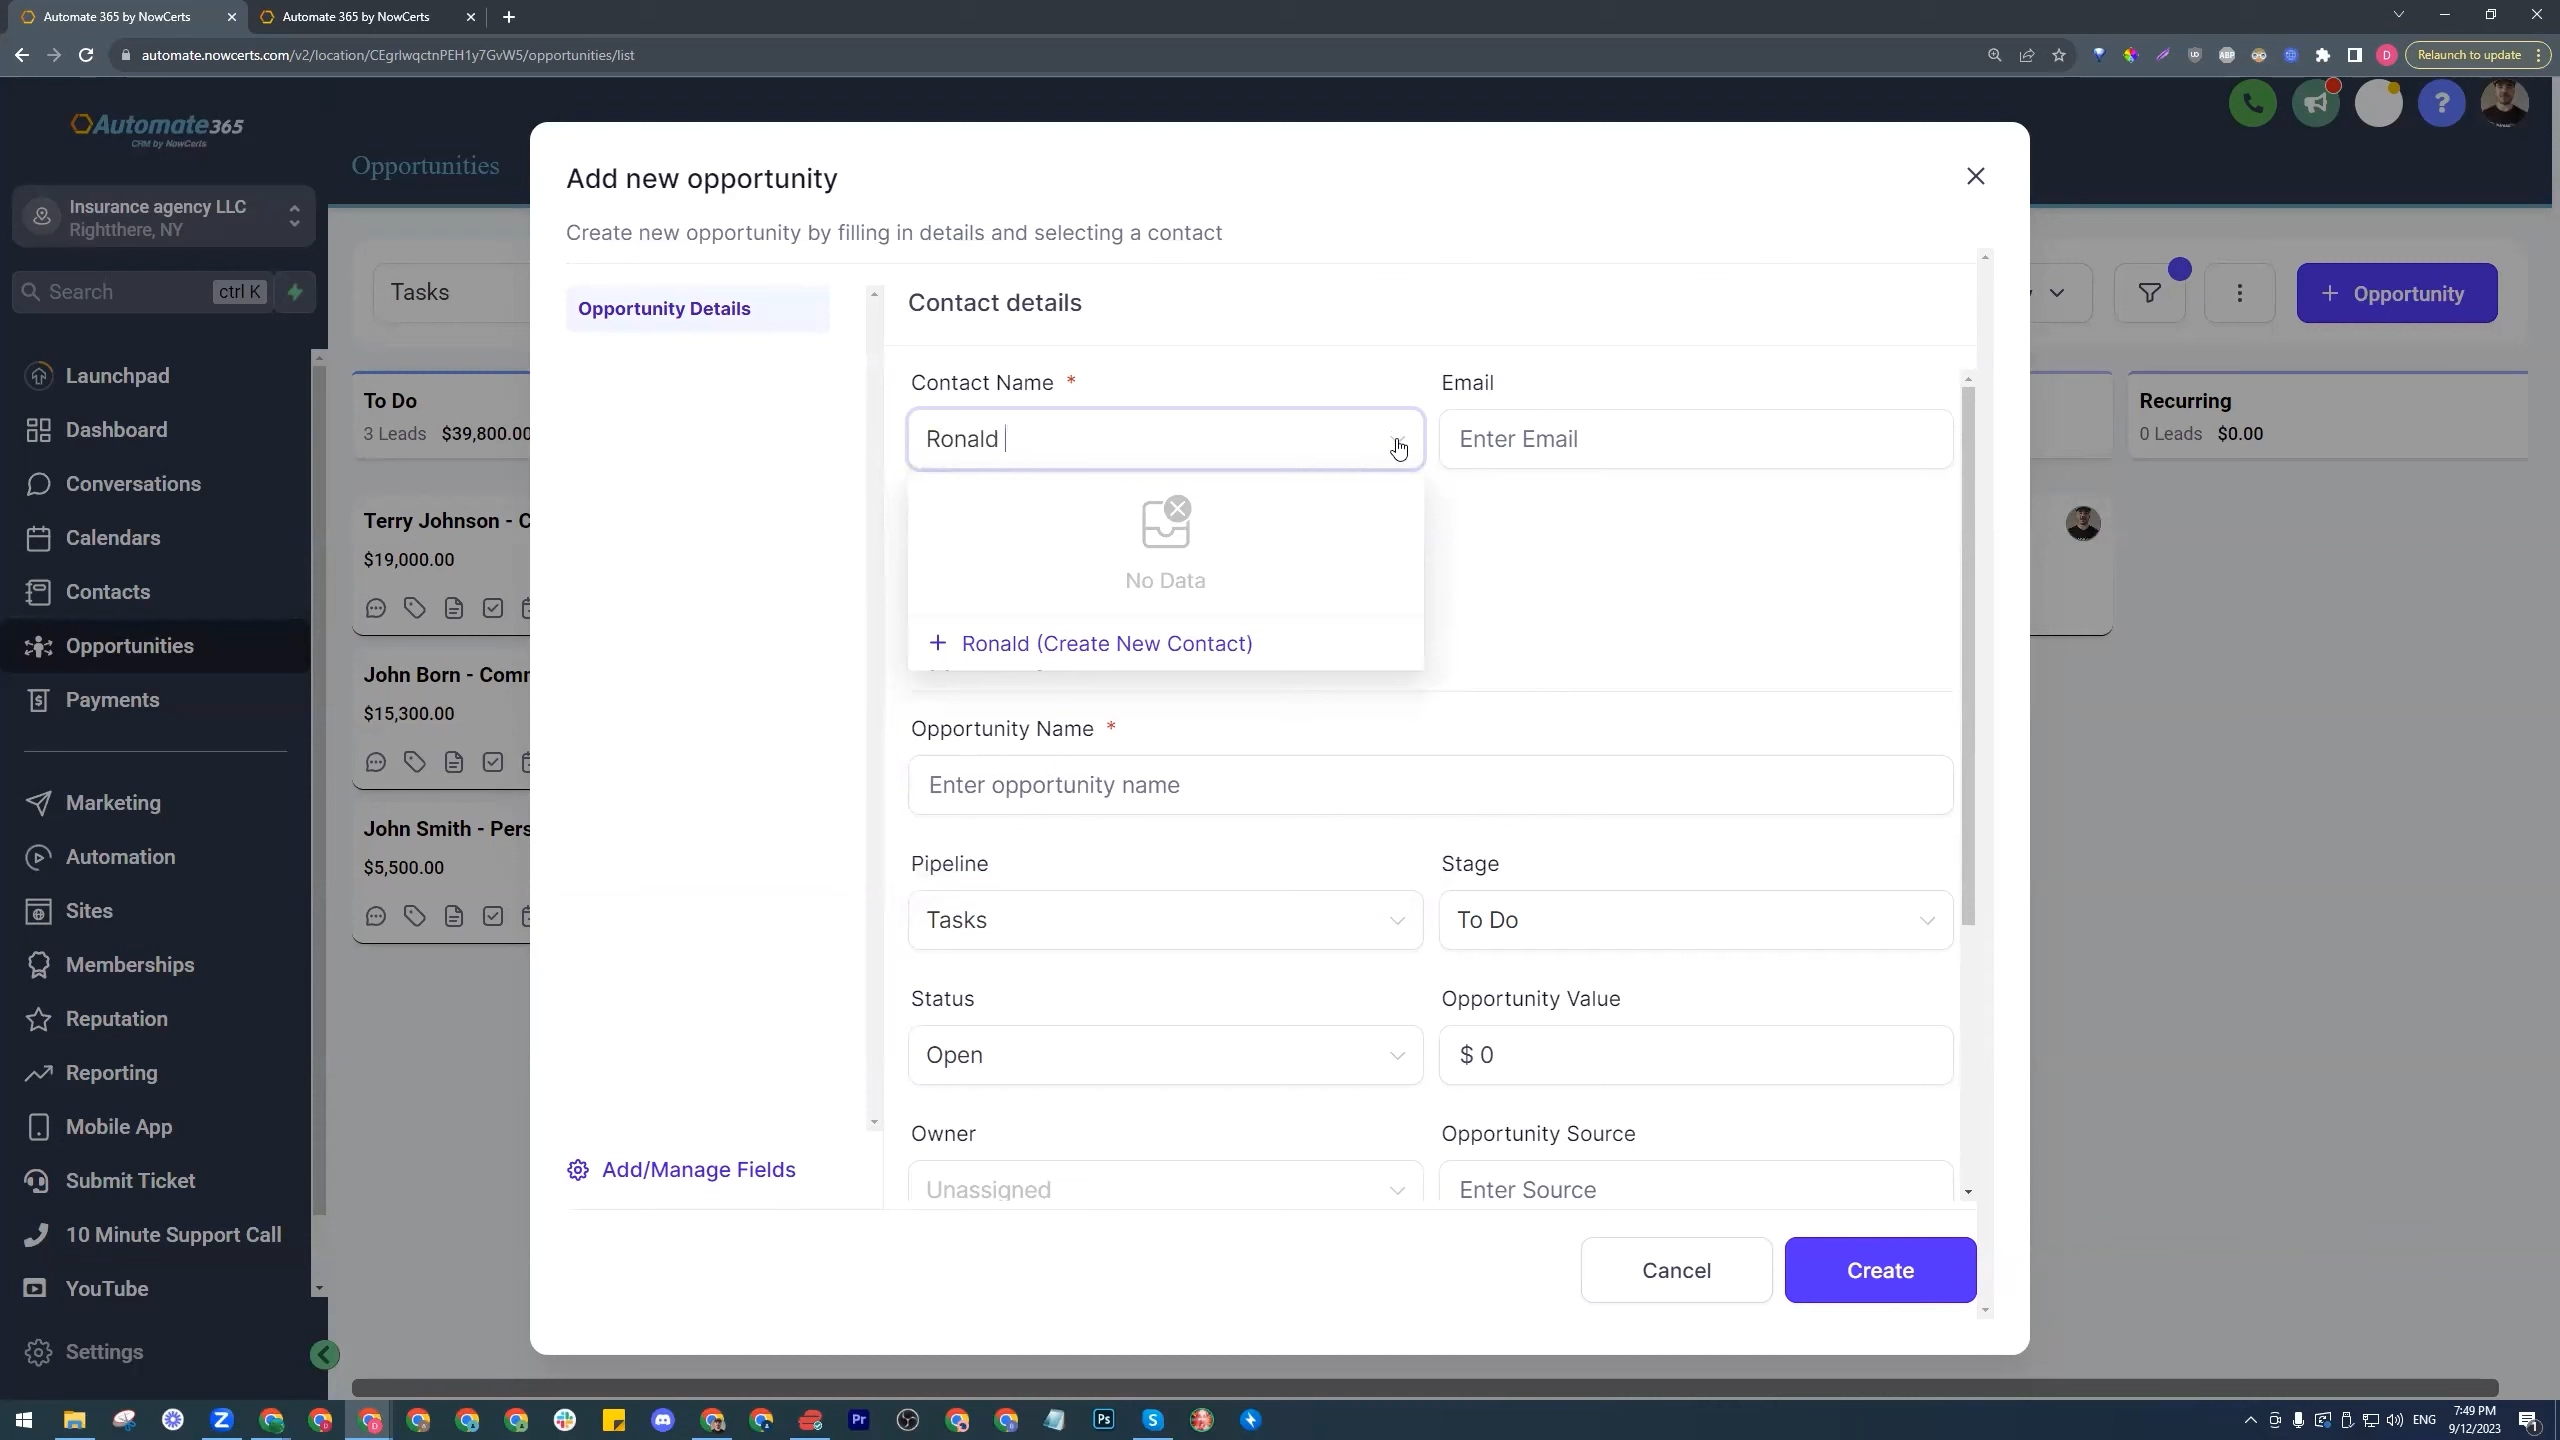 Automate 365 by NowCerts
Automate 365 by NowCerts
automate.nowcerts.com/v2/location/CEgrlwqctnPEH1y7GvW5/opportunities/list
Relaunch to update
Automate365
CRM by NowCerts
Insurance agency LLC
Rightthere, NY
Search
ctrl K
Launchpad
Dashboard
Conversations
Calendars
Contacts
Opportunities
Payments
Marketing
Automation
Sites
Memberships
Reputation
Reporting
Mobile App
Submit Ticket
10 Minute Support Call
YouTube
Settings
Opportunities
Tasks
To Do
3 Leads $39,800.00
Terry Johnson - C
$19,000.00
John Born - Comm
$15,300.00
John Smith - Pers
$5,500.00
+ Opportunity
Recurring
0 Leads $0.00
Add new opportunity
Create new opportunity by filling in details and selecting a contact
Opportunity Details
Add/Manage Fields
Contact details
Contact Name *
Email
Ronald
Enter Email
No Data
+ Ronald (Create New Contact)
Opportunity Name *
Enter opportunity name
Pipeline
Stage
Tasks
To Do
Status
Opportunity Value
Open
$ 0
Owner
Opportunity Source
Unassigned
Enter Source
Cancel
Create
ENG
7:49 PM
9/12/2023